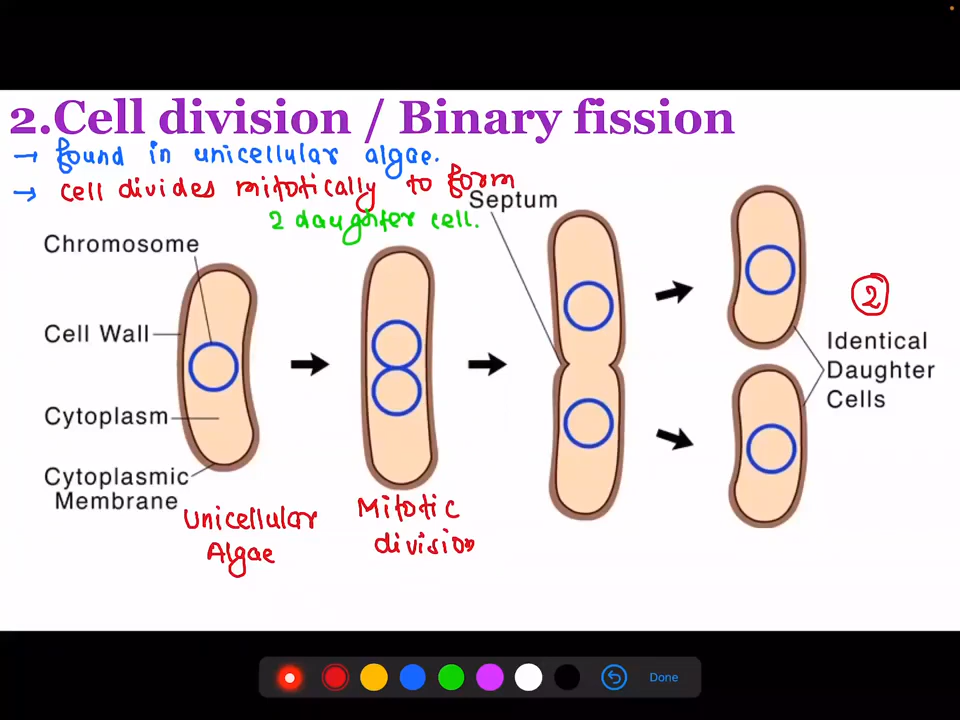 2.Cell division / Binary fission
→ found in unicellular algae.
→ cell divides mitotically to form
2 daughter cell.
Septum
Chromosome
Cell Wall
Cytoplasm
Cytoplasmic
Membrane
Unicellular
Algae
Mitotic
division
2
Identical
Daughter
Cells
Done